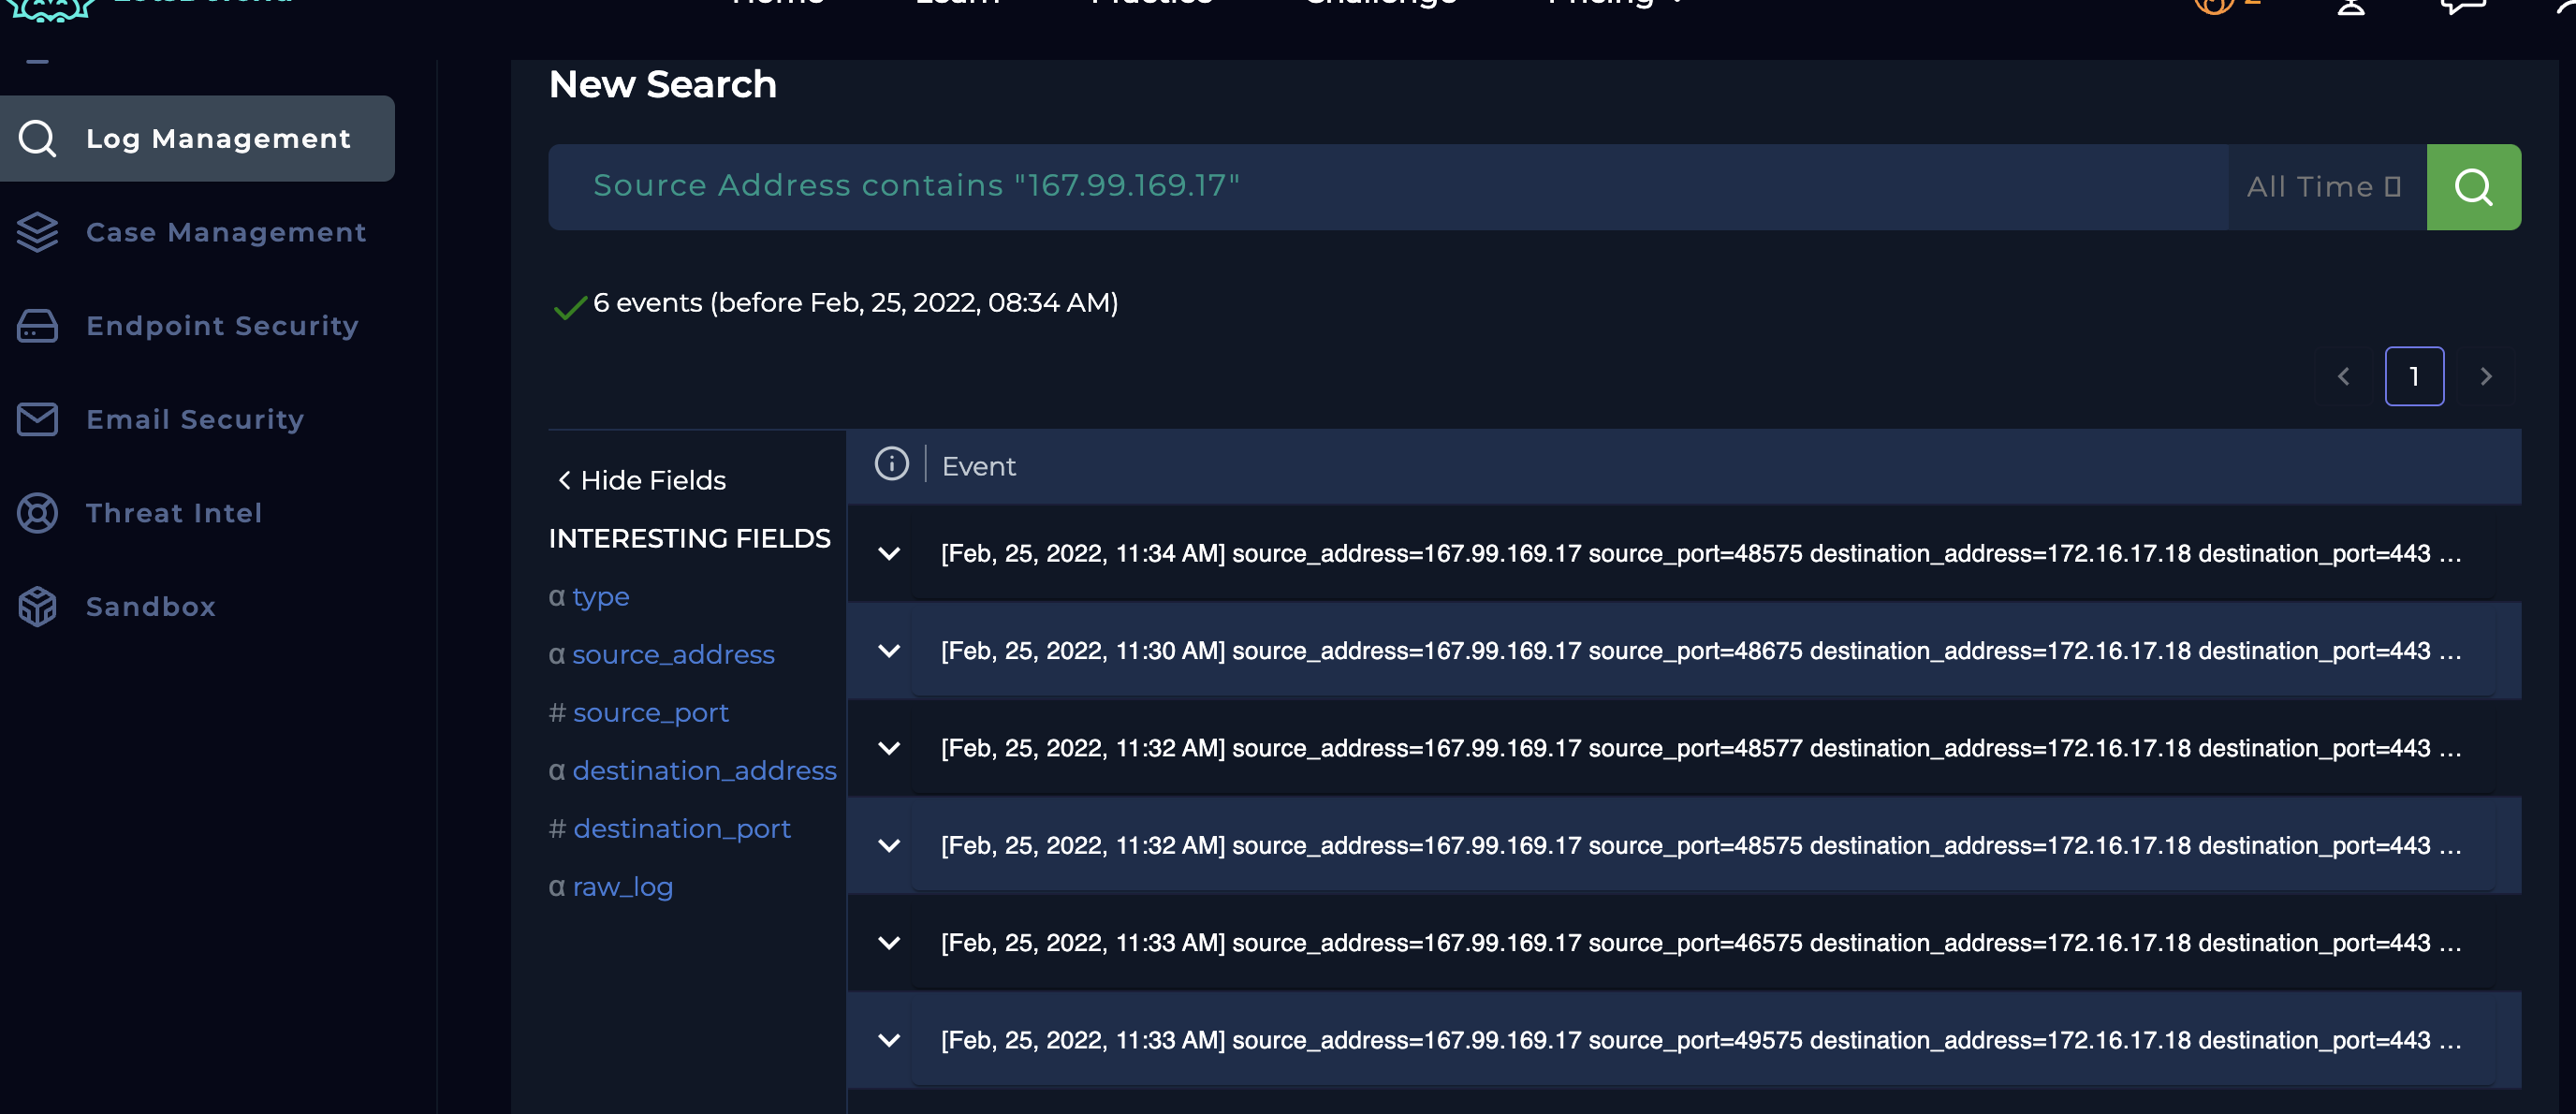 Home Learn Practice Challenge Pricing
2
Log Management
Case Management
Endpoint Security
Email Security
Threat Intel
Sandbox
New Search
Source Address contains "167.99.169.17"
All Time
6 events (before Feb, 25, 2022, 08:34 AM)
1
Hide Fields
INTERESTING FIELDS
α type
α source_address
# source_port
α destination_address
# destination_port
α raw_log
Event
[Feb, 25, 2022, 11:34 AM] source_address=167.99.169.17 source_port=48575 destination_address=172.16.17.18 destination_port=443 ...
[Feb, 25, 2022, 11:30 AM] source_address=167.99.169.17 source_port=48675 destination_address=172.16.17.18 destination_port=443 ...
[Feb, 25, 2022, 11:32 AM] source_address=167.99.169.17 source_port=48577 destination_address=172.16.17.18 destination_port=443 ...
[Feb, 25, 2022, 11:32 AM] source_address=167.99.169.17 source_port=48575 destination_address=172.16.17.18 destination_port=443 ...
[Feb, 25, 2022, 11:33 AM] source_address=167.99.169.17 source_port=46575 destination_address=172.16.17.18 destination_port=443 ...
[Feb, 25, 2022, 11:33 AM] source_address=167.99.169.17 source_port=49575 destination_address=172.16.17.18 destination_port=443 ...